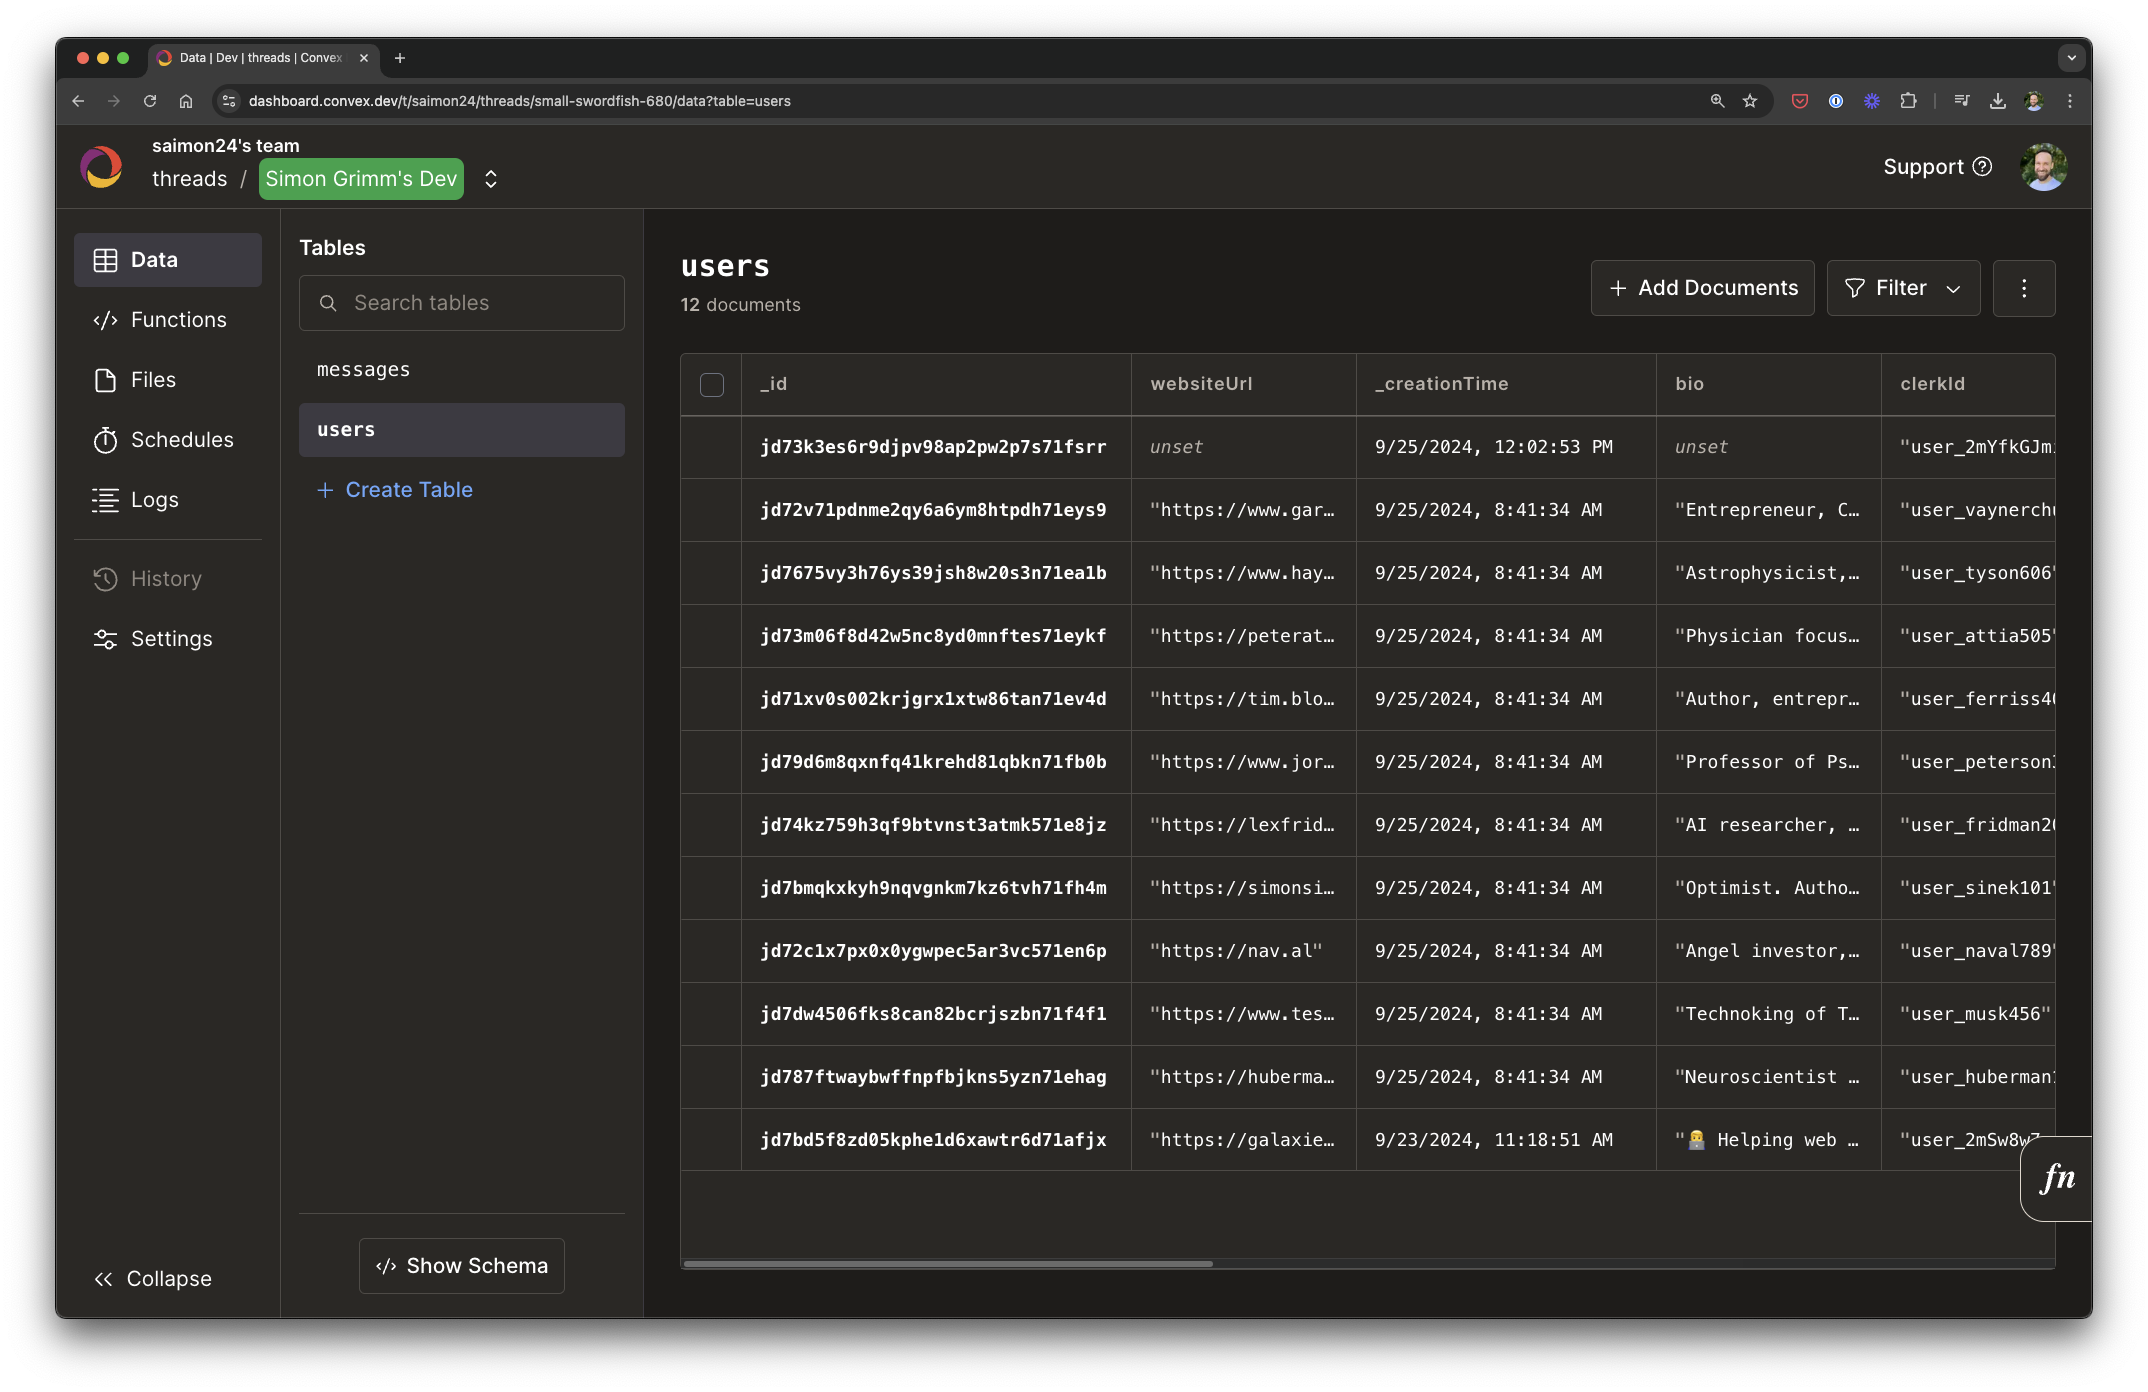 Data | Dev | threads | Convex
dashboard.convex.dev/t/saimon24/threads/small-swordfish-680/data?table=users
saimon24's team
threads / Simon Grimm's Dev
Support
Data
Functions
Files
Schedules
Logs
History
Settings
Collapse
Tables
Search tables
messages
users
+ Create Table
Show Schema
users
12 documents
+ Add Documents
Filter
_id websiteUrl _creationTime bio clerkId
jd73k3es6r9djpv98ap2pw2p7s71fsrr unset 9/25/2024, 12:02:53 PM unset "user_2mYfkGJm
jd72v71pdnme2qy6a6ym8htpdh71eys9 "https://www.gar… 9/25/2024, 8:41:34 AM "Entrepreneur, C… "user_vaynerchu
jd7675vy3h76ys39jsh8w20s3n71ea1b "https://www.hay… 9/25/2024, 8:41:34 AM "Astrophysicist,… "user_tyson606"
jd73m06f8d42w5nc8yd0mnftes71eykf "https://peterat… 9/25/2024, 8:41:34 AM "Physician focus… "user_attia505"
jd71xv0s002krjgrx1xtw86tan71ev4d "https://tim.blo… 9/25/2024, 8:41:34 AM "Author, entrepr… "user_ferriss4
jd79d6m8qxnfq41krehd81qbkn71fb0b "https://www.jor… 9/25/2024, 8:41:34 AM "Professor of Ps… "user_peterson
jd74kz759h3qf9btvnst3atmk571e8jz "https://lexfrid… 9/25/2024, 8:41:34 AM "AI researcher, … "user_fridman2
jd7bmqkxkyh9nqvgnkm7kz6tvh71fh4m "https://simonsi… 9/25/2024, 8:41:34 AM "Optimist. Autho… "user_sinek101"
jd72c1x7px0x0ygwpec5ar3vc571en6p "https://nav.al" 9/25/2024, 8:41:34 AM "Angel investor,… "user_naval789"
jd7dw4506fks8can82bcrjszbn71f4f1 "https://www.tes… 9/25/2024, 8:41:34 AM "Technoking of T… "user_musk456"
jd787ftwaybwffnpfbjkns5yzn71ehag "https://huberma… 9/25/2024, 8:41:34 AM "Neuroscientist … "user_huberman
jd7bd5f8zd05kphe1d6xawtr6d71afjx "https://galaxie… 9/23/2024, 11:18:51 AM "👨‍💻 Helping web … "user_2mSw8w7
fn